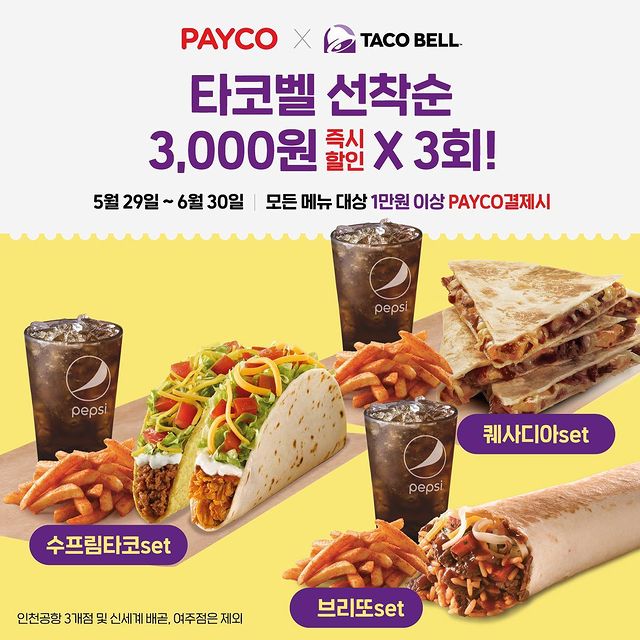 PAYCO × TACO BELL
타코벨 선착순
3,000원 즉시 할인 X 3회!
5월 29일 ~ 6월 30일 | 모든 메뉴 대상 1만원 이상 PAYCO결제시
pepsi
퀘사디아set
pepsi
수프림타코set
pepsi
브리또set
인천공항 3개점 및 신세계 배곧, 여주점은 제외